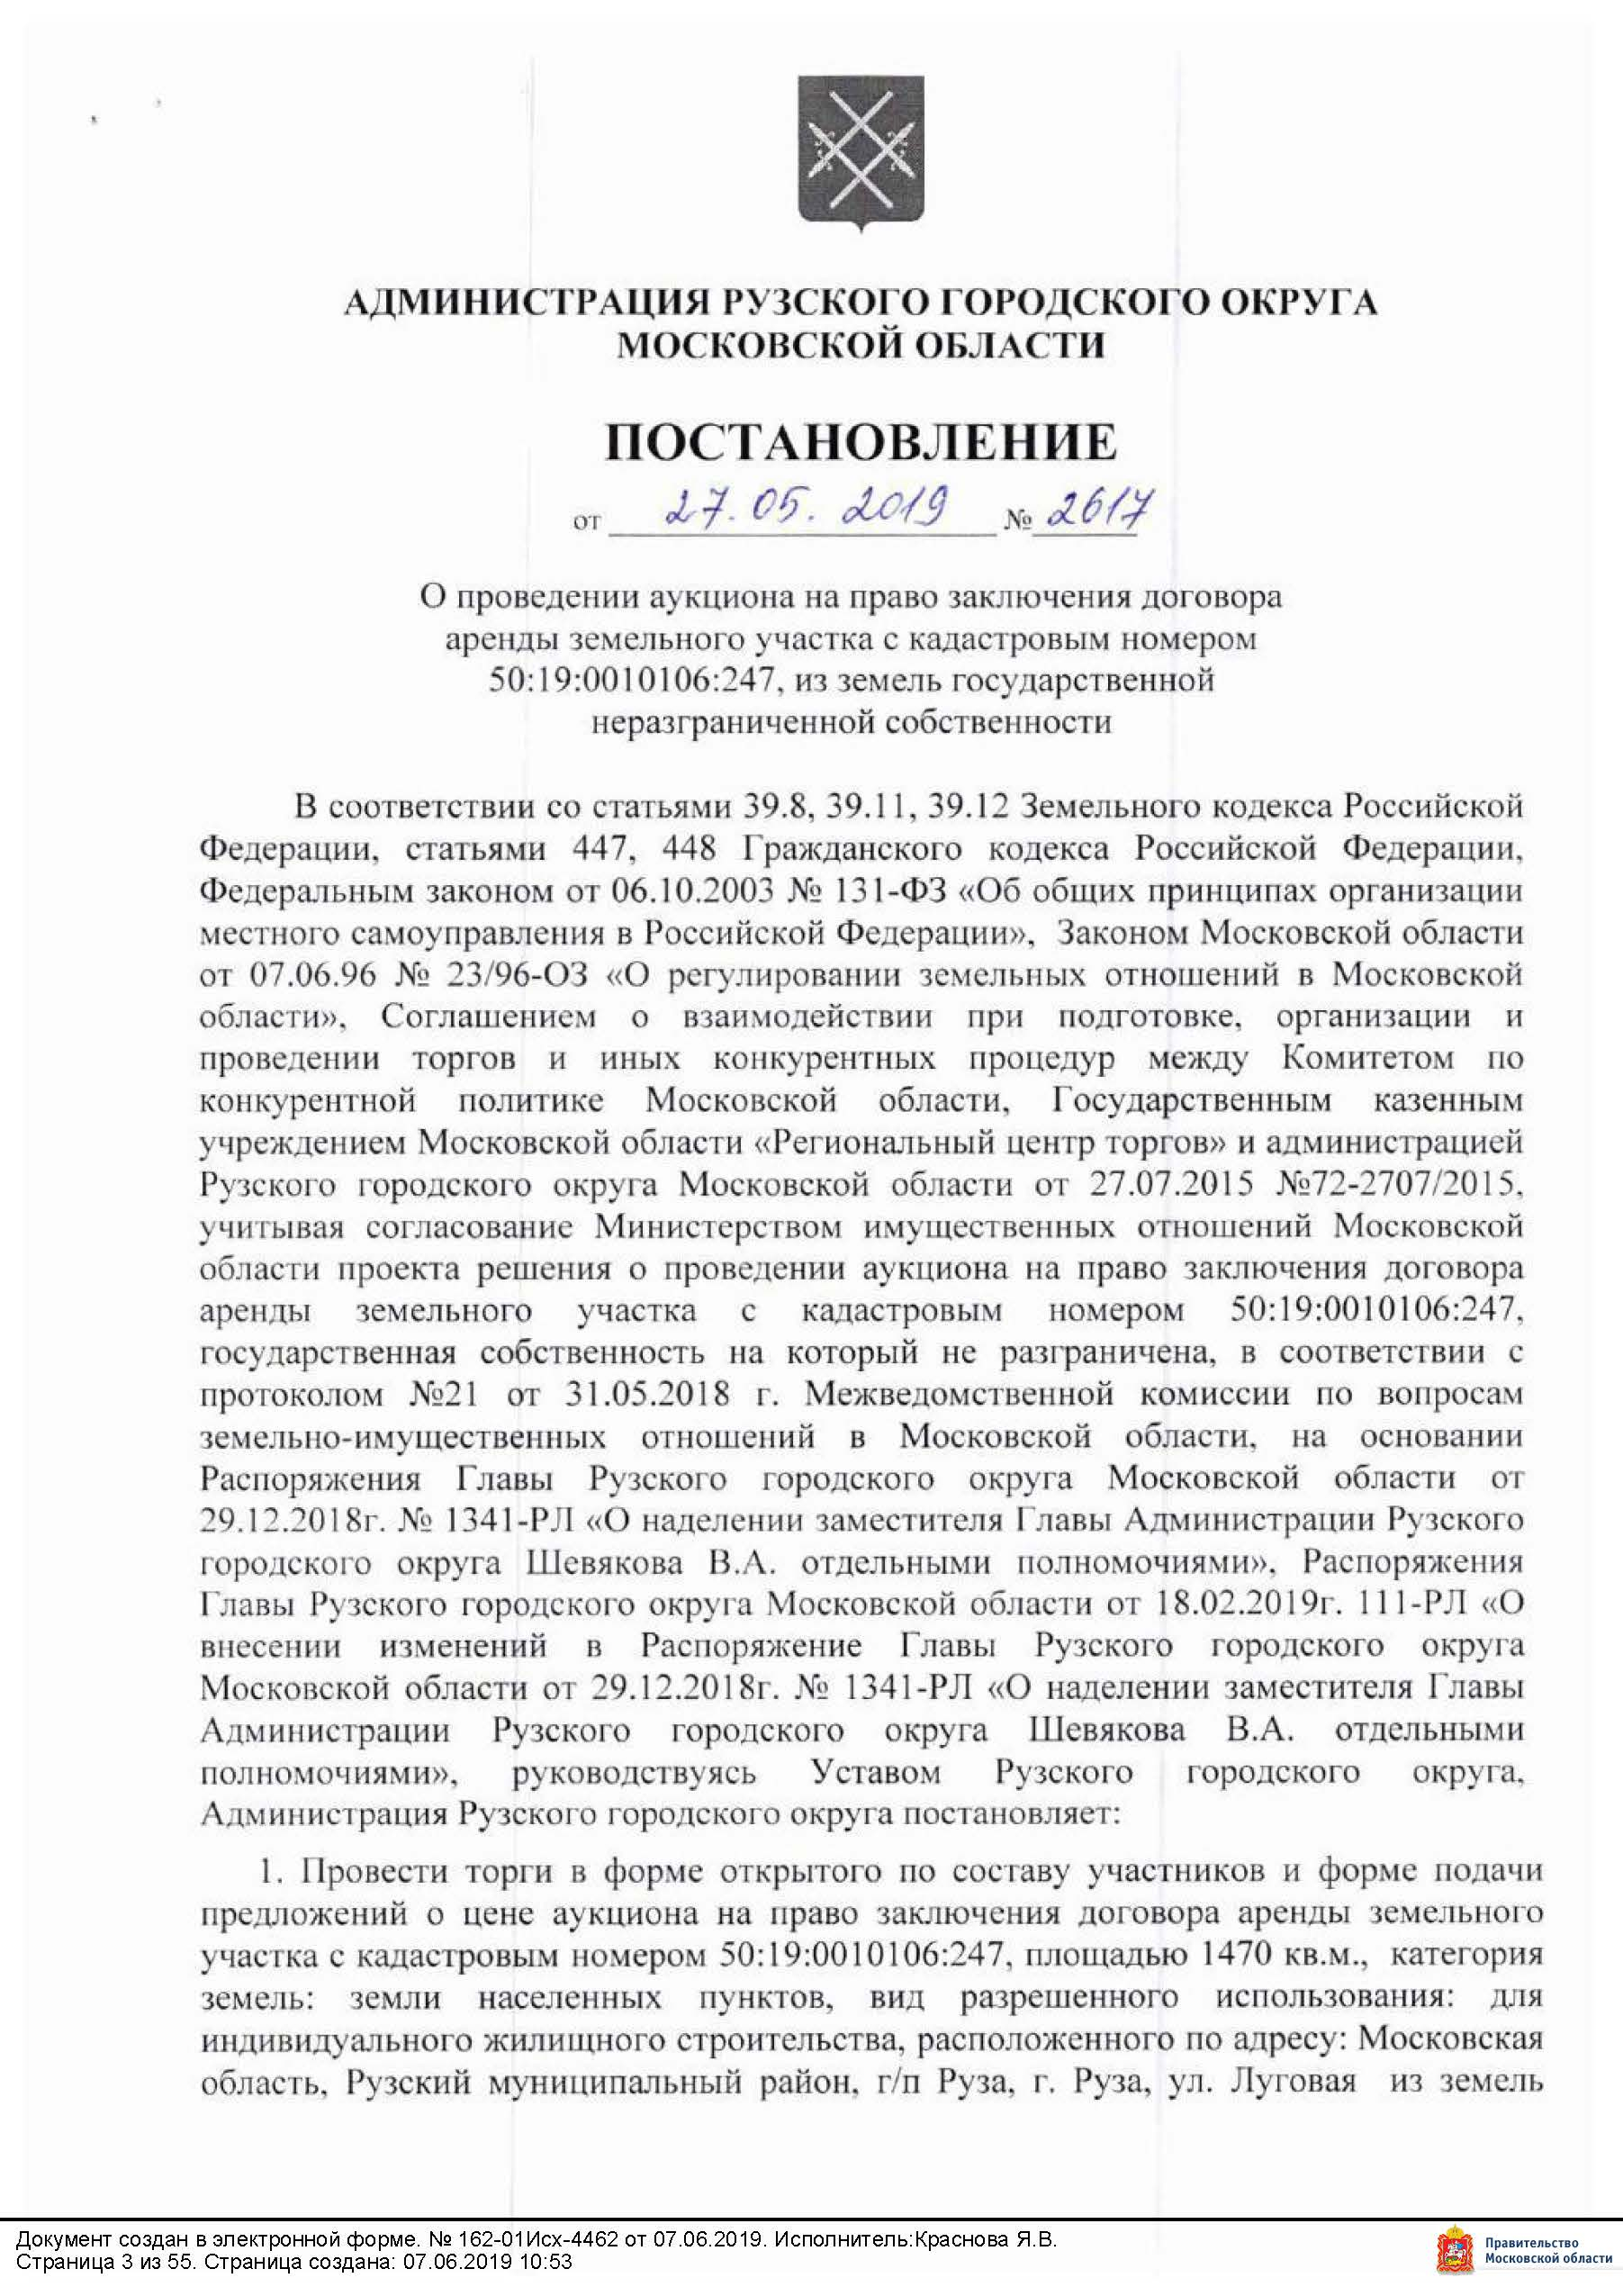 АДМИНИСТРАЦИЯ РУЗСКОГО ГОРОДСКОГО ОКРУГА
МОСКОВСКОЙ ОБЛАСТИ
ПОСТАНОВЛЕНИЕ
от 27.05.2019 № 2617
О проведении аукциона на право заключения договора
аренды земельного участка с кадастровым номером
50:19:0010106:247, из земель государственной
неразграниченной собственности
В соответствии со статьями 39.8, 39.11, 39.12 Земельного кодекса Российской
Федерации, статьями 447, 448 Гражданского кодекса Российской Федерации,
Федеральным законом от 06.10.2003 № 131-ФЗ «Об общих принципах организации
местного самоуправления в Российской Федерации», Законом Московской области
от 07.06.96 № 23/96-ОЗ «О регулировании земельных отношений в Московской
области», Соглашением о взаимодействии при подготовке, организации и
проведении торгов и иных конкурентных процедур между Комитетом по
конкурентной политике Московской области, Государственным казенным
учреждением Московской области «Региональный центр торгов» и администрацией
Рузского городского округа Московской области от 27.07.2015 №72-2707/2015,
учитывая согласование Министерством имущественных отношений Московской
области проекта решения о проведении аукциона на право заключения договора
аренды земельного участка с кадастровым номером 50:19:0010106:247,
государственная собственность на который не разграничена, в соответствии с
протоколом №21 от 31.05.2018 г. Межведомственной комиссии по вопросам
земельно-имущественных отношений в Московской области, на основании
Распоряжения Главы Рузского городского округа Московской области от
29.12.2018г. № 1341-РЛ «О наделении заместителя Главы Администрации Рузского
городского округа Шевякова В.А. отдельными полномочиями», Распоряжения
Главы Рузского городского округа Московской области от 18.02.2019г. 111-РЛ «О
внесении изменений в Распоряжение Главы Рузского городского округа
Московской области от 29.12.2018г. № 1341-РЛ «О наделении заместителя Главы
Администрации Рузского городского округа Шевякова В.А. отдельными
полномочиями», руководствуясь Уставом Рузского городского округа,
Администрация Рузского городского округа постановляет:
1. Провести торги в форме открытого по составу участников и форме подачи
предложений о цене аукциона на право заключения договора аренды земельного
участка с кадастровым номером 50:19:0010106:247, площадью 1470 кв.м., категория
земель: земли населенных пунктов, вид разрешенного использования: для
индивидуального жилищного строительства, расположенного по адресу: Московская
область, Рузский муниципальный район, г/п Руза, г. Руза, ул. Луговая из земель
Документ создан в электронной форме. № 162-01Исх-4462 от 07.06.2019. Исполнитель:Краснова Я.В.
Страница 3 из 55. Страница создана: 07.06.2019 10:53
Правительство
Московской области